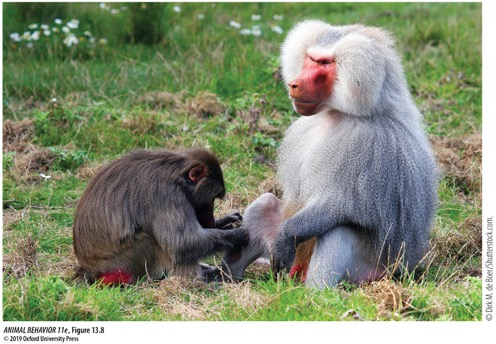 ANIMAL BEHAVIOR 11e, Figure 13.8
© 2019 Oxford University Press
© Dirk M. de Boer/Shutterstock.com.